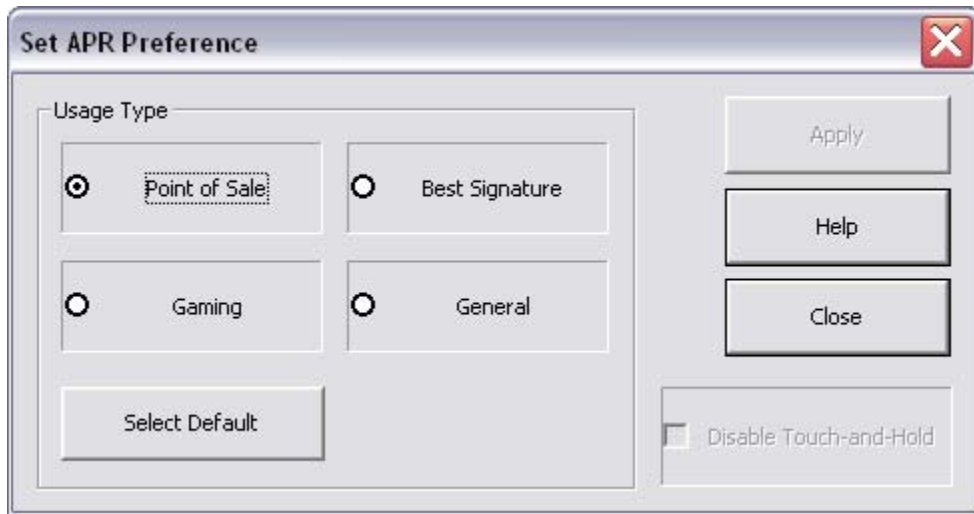 Set APR Preference
Usage Type
Point of Sale
Best Signature
Gaming
General
Select Default
Apply
Help
Close
Disable Touch-and-Hold